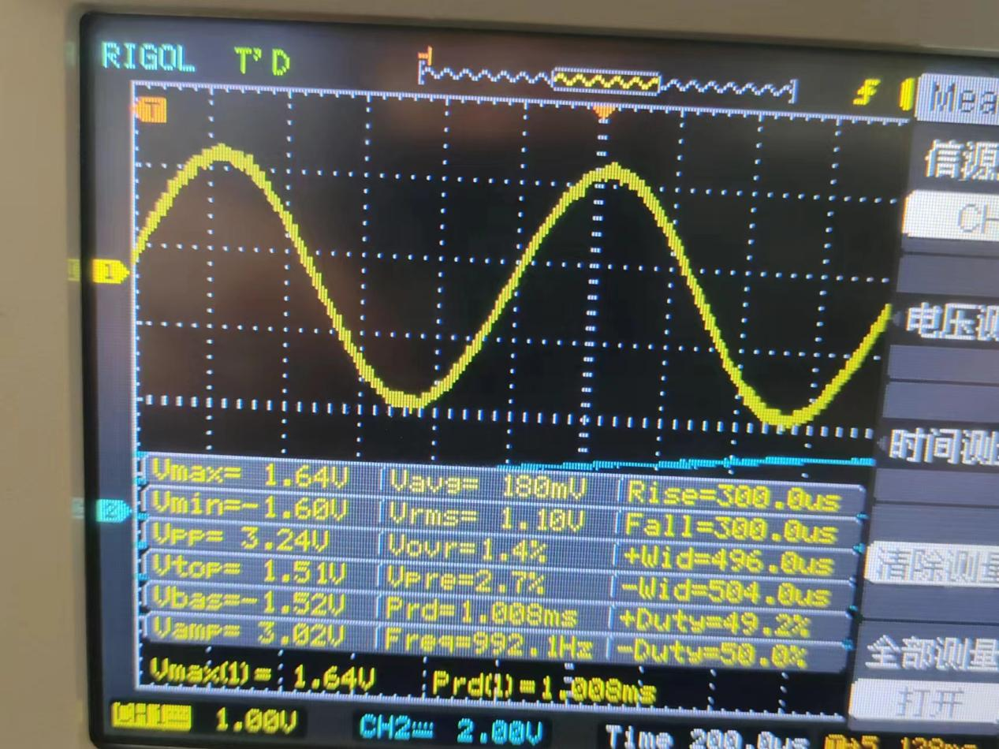 RIGOL T'D
T
Mea
信源
CH
1
电压测
时间测
2
Vmax= 1.64V Vavg= 180mV Rise=300.0us
Vmin=-1.60V Vrms= 1.10V Fall=300.0us
Vpp= 3.24V Vovr=1.4% +Wid=496.0us
Vtop= 1.51V Vpre=2.7% -Wid=504.0us
Vbas=-1.52V Prd=1.008ms +Duty=49.2%
Vamp= 3.02V Freq=992.1Hz -Duty=50.0%
清除测量
全部测量
打开
Vmax(1)= 1.64V Prd(1)=1.008ms
CH1 1.00V CH2 2.00V Time 200.0us